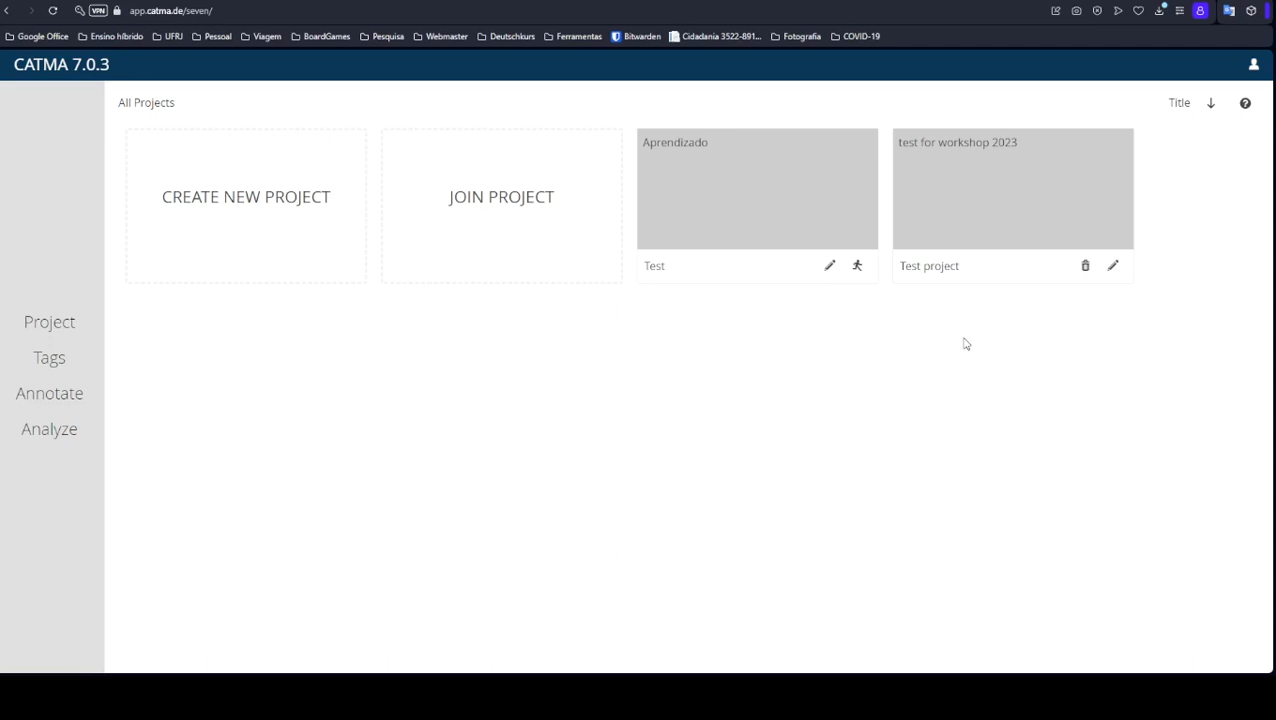 VPN app.catma.de/seven/
Google Office Ensino híbrido UFRJ Pessoal Viagem BoardGames Pesquisa Webmaster Deutschkurs Ferramentas Bitwarden Cidadania 3522-891... Fotografia COVID-19
CATMA 7.0.3
All Projects Title
CREATE NEW PROJECT
JOIN PROJECT
Aprendizado
Test
test for workshop 2023
Test project
Project
Tags
Annotate
Analyze